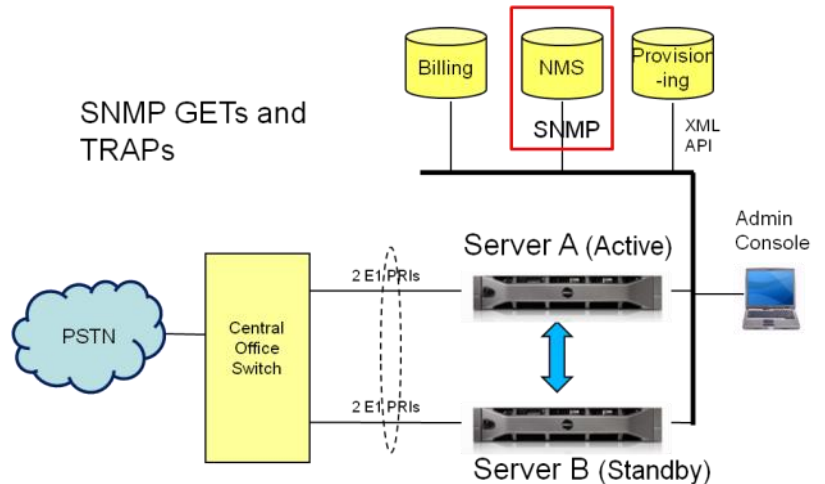 Billing
NMS
Provision
-ing
SNMP GETs and
TRAPs
SNMP
XML
API
Server A (Active)
Admin
Console
2 E1 PRIs
PSTN
Central
Office
Switch
2 E1 PRIs
Server B (Standby)